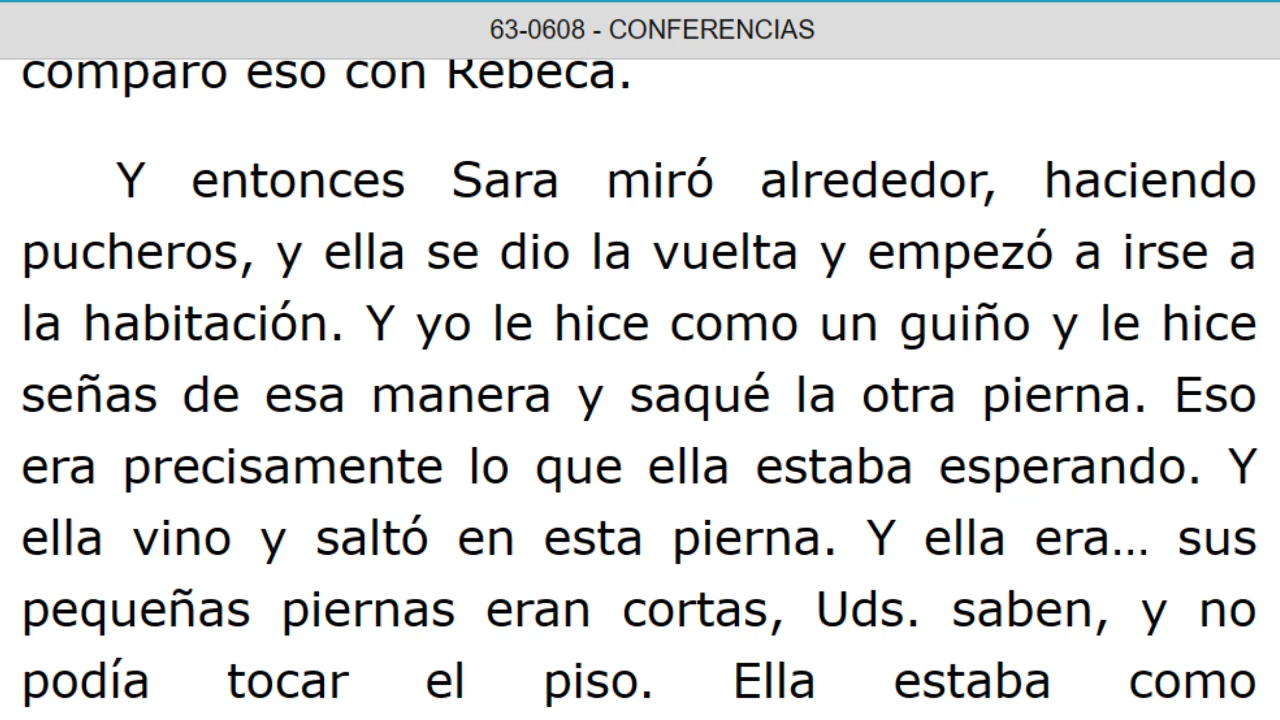 63-0608 - CONFERENCIAS
comparo eso con Rebeca.
Y entonces Sara miró alrededor, haciendo
pucheros, y ella se dio la vuelta y empezó a irse a
la habitación. Y yo le hice como un guiño y le hice
señas de esa manera y saqué la otra pierna. Eso
era precisamente lo que ella estaba esperando. Y
ella vino y saltó en esta pierna. Y ella era… sus
pequeñas piernas eran cortas, Uds. saben, y no
podía tocar el piso. Ella estaba como